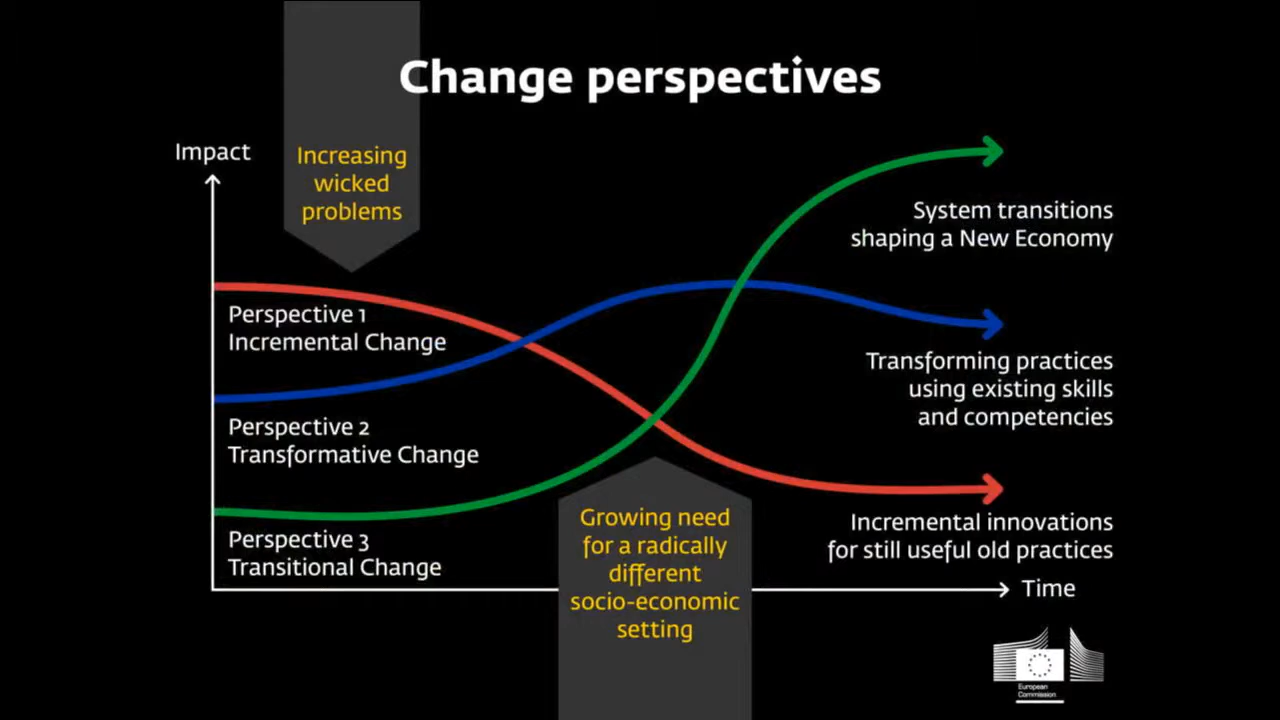 Change perspectives
Impact
Increasing
wicked
problems
System transitions
shaping a New Economy
Perspective 1
Incremental Change
Transforming practices
using existing skills
and competencies
Perspective 2
Transformative Change
Growing need
for a radically
different
socio-economic
setting
Incremental innovations
for still useful old practices
Perspective 3
Transitional Change
Time
European
Commission